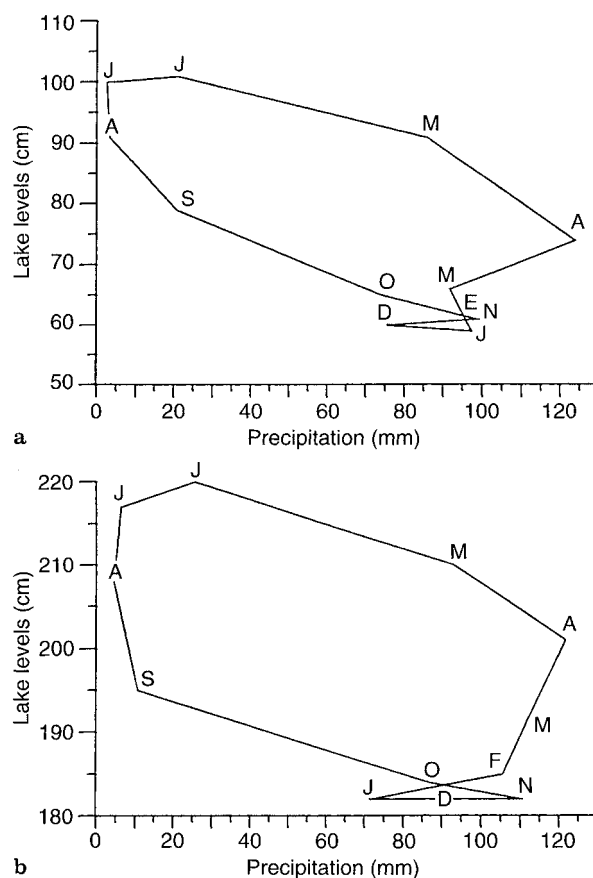 110
100
90
80
70
60
50
Lake levels (cm)
J
J
M
A
A
S
O
M
E
N
D
J
0
20
40
60
80
100
120
Precipitation (mm)
a
220
210
200
190
180
Lake levels (cm)
J
J
M
A
A
S
M
F
O
J
D
N
0
20
40
60
80
100
120
Precipitation (mm)
b